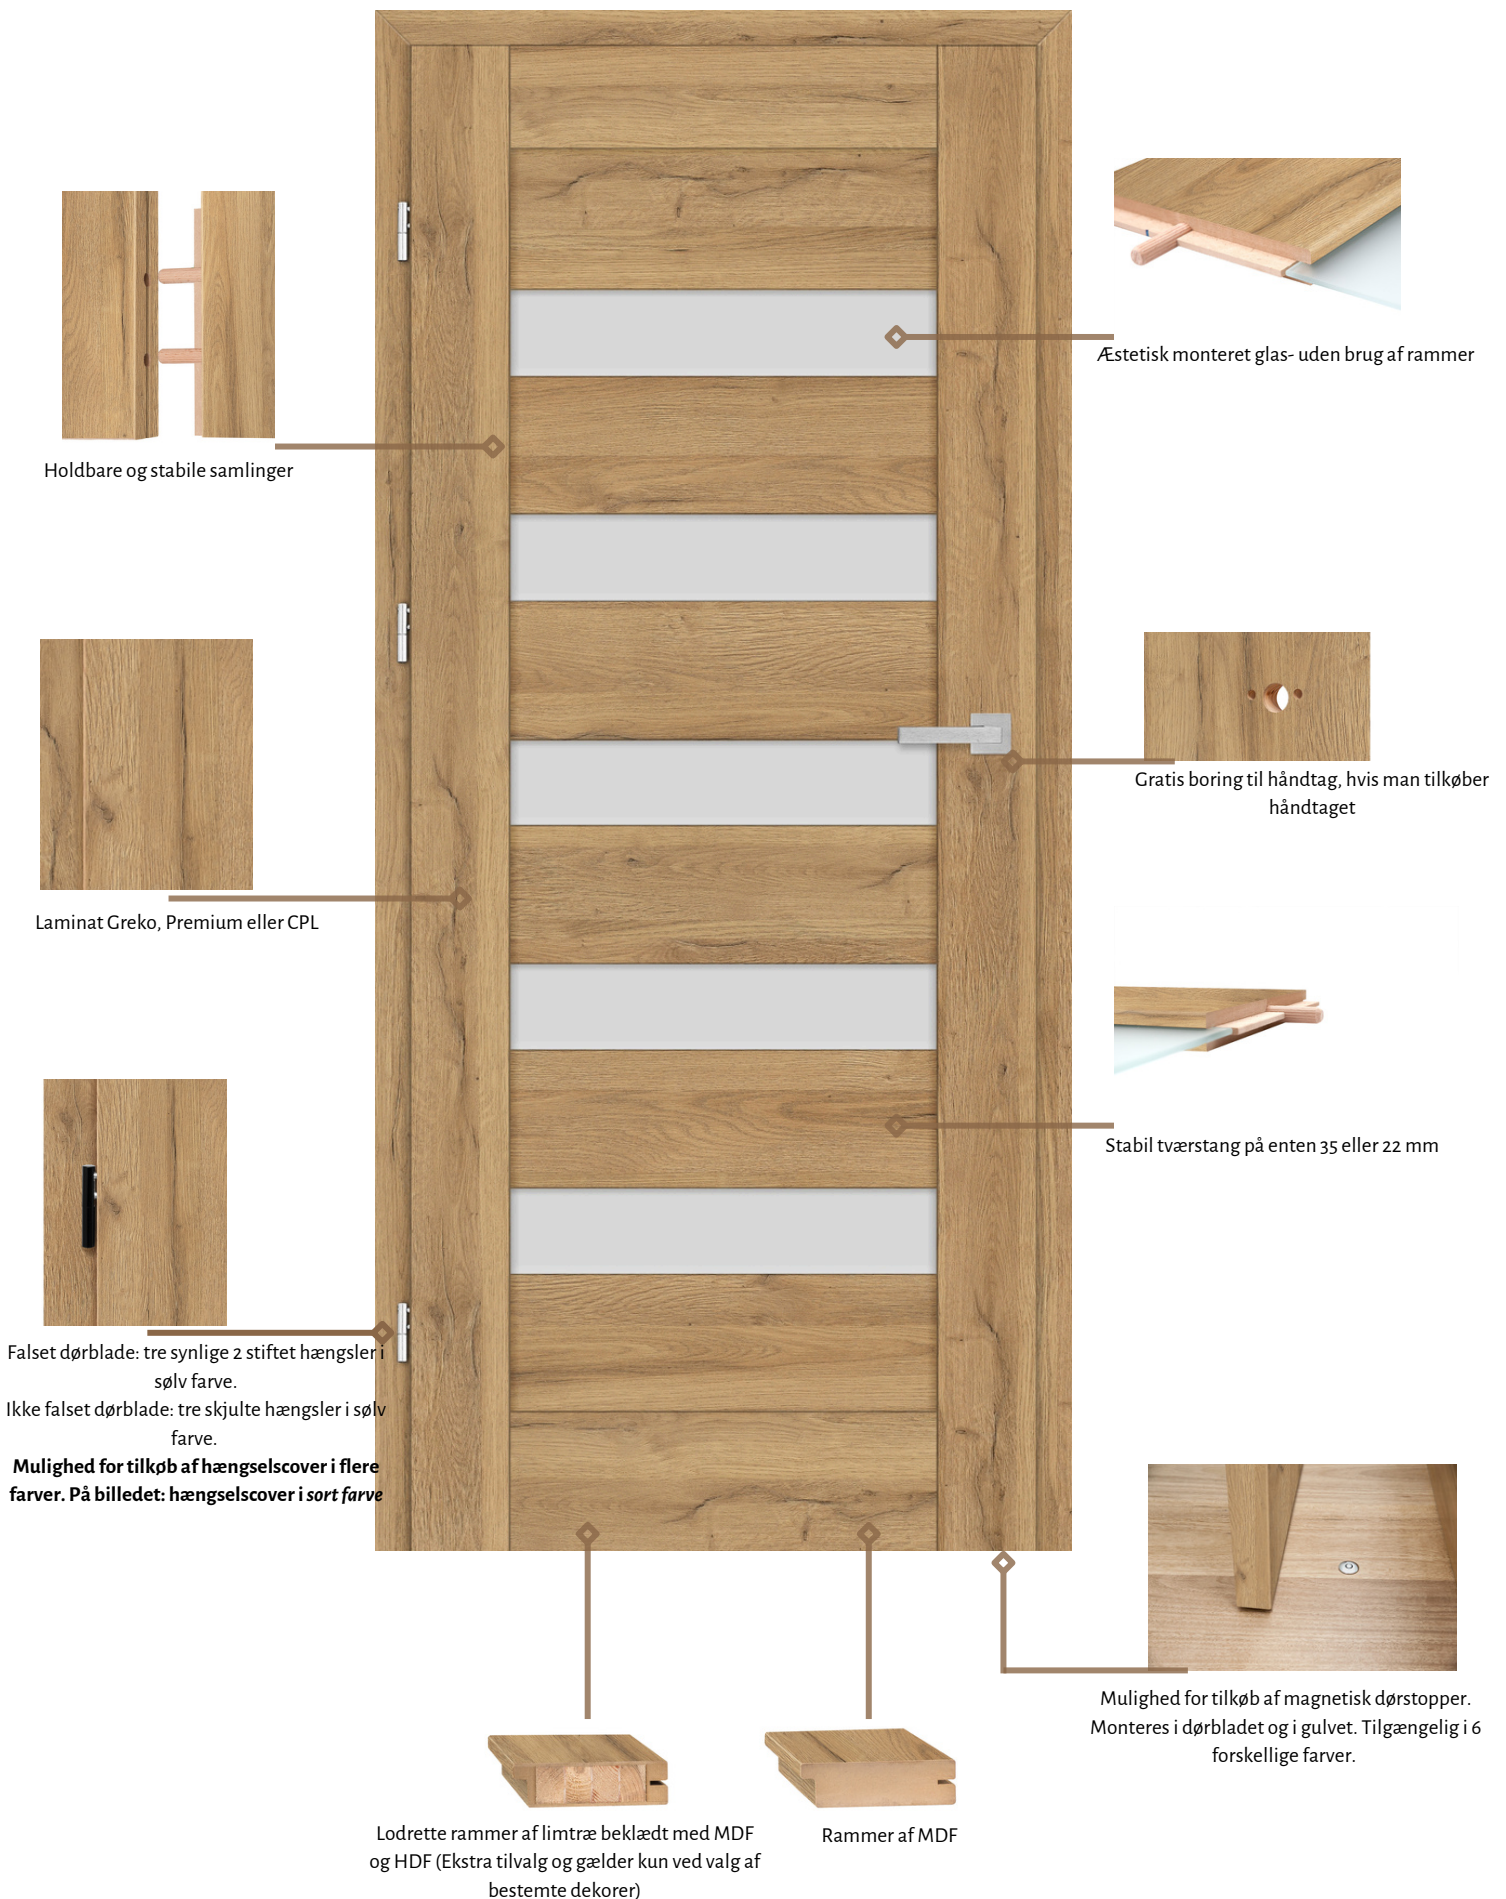 Æstetisk monteret glas- uden brug af rammer
Holdbare og stabile samlinger
Gratis boring til håndtag, hvis man tilkøber
håndtaget
Laminat Greko, Premium eller CPL
Stabil tværstang på enten 35 eller 22 mm
Falset dørblade: tre synlige 2 stiftet hængsler i
sølv farve.
Ikke falset dørblade: tre skjulte hængsler i sølv
farve.
Mulighed for tilkøb af hængselscover i flere
farver. På billedet: hængselscover i sort farve
Mulighed for tilkøb af magnetisk dørstopper.
Monteres i dørbladet og i gulvet. Tilgængelig i 6
forskellige farver.
Lodrette rammer af limtræ beklædt med MDF
og HDF (Ekstra tilvalg og gælder kun ved valg af
bestemte dekorer)
Rammer af MDF